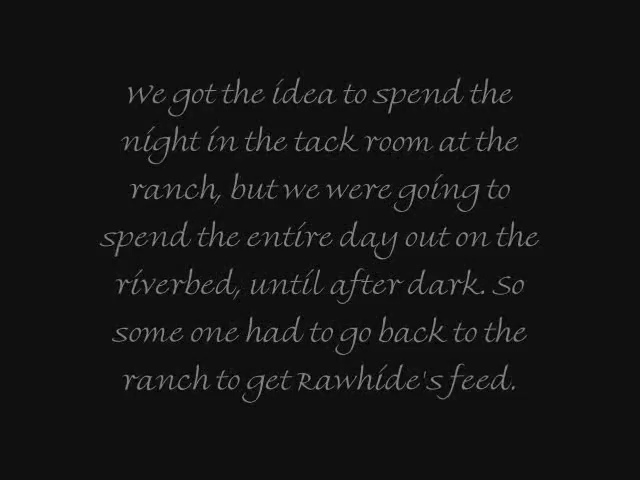 We got the idea to spend the
night in the tack room at the
ranch, but we were going to
spend the entire day out on the
riverbed, until after dark. So
some one had to go back to the
ranch to get Rawhide's feed.